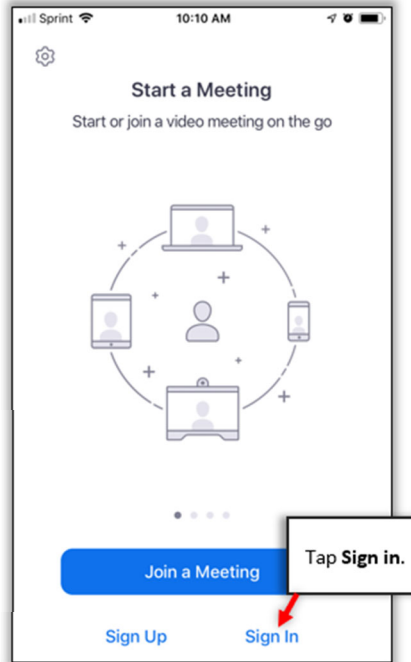 Sprint 10:10 AM
Start a Meeting
Start or join a video meeting on the go
Tap Sign in.
Join a Meeting
Sign Up Sign In